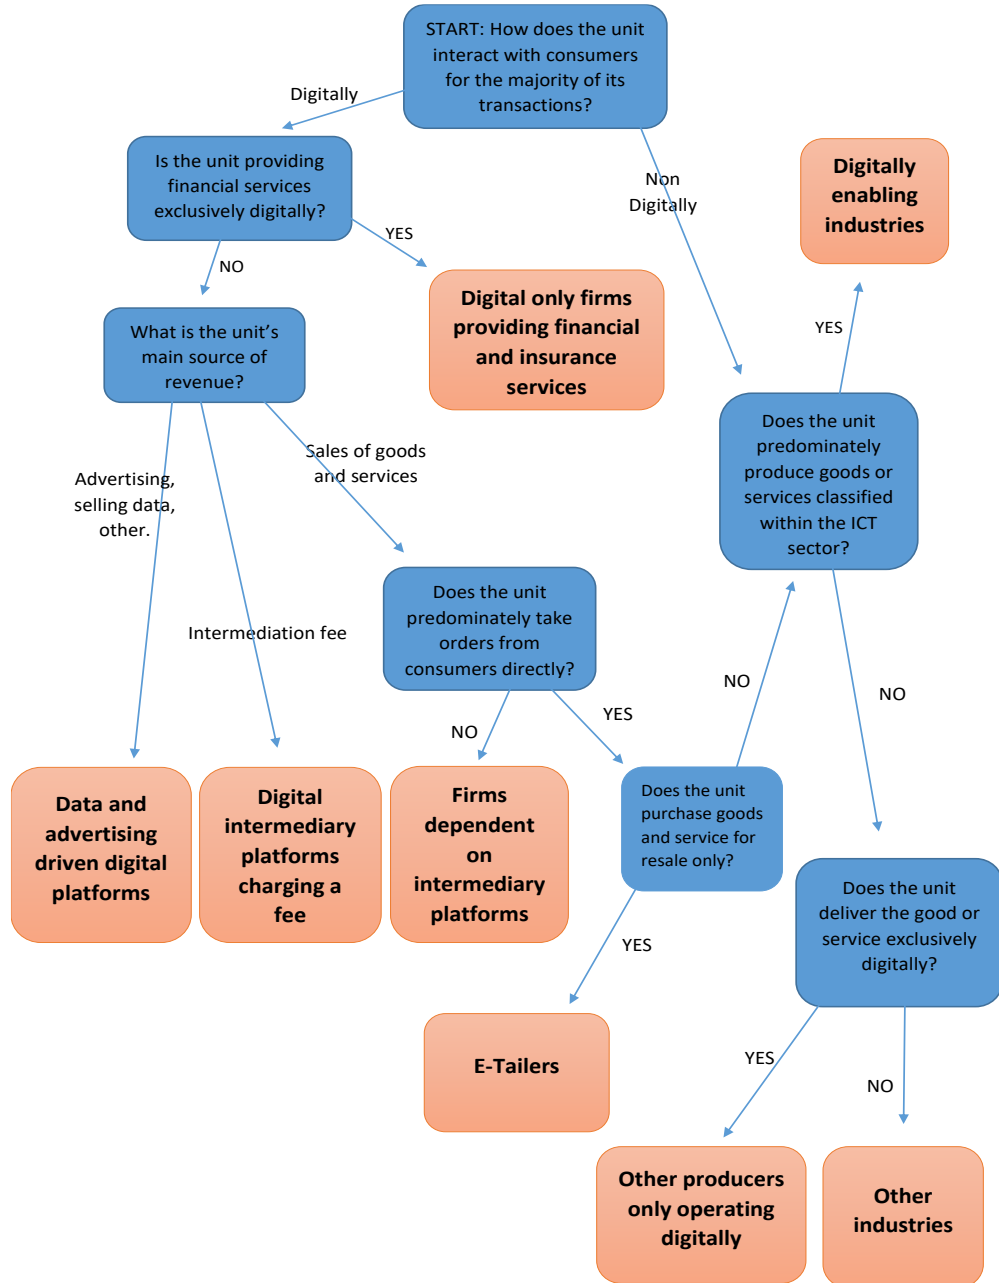 START: How does the unit
interact with consumers
for the majority of its
transactions?
Digitally
Is the unit providing
financial services
exclusively digitally?
Non
Digitally
Digitally
enabling
industries
YES
NO
Digital only firms
providing financial
and insurance
services
YES
What is the unit’s
main source of
revenue?
Does the unit
predominately
produce goods or
services classified
within the ICT
sector?
Sales of goods
and services
Advertising,
selling data,
other.
Does the unit
predominately take
orders from
consumers directly?
Intermediation fee
NO
NO
YES
NO
Data and
advertising
driven digital
platforms
Digital
intermediary
platforms
charging a
fee
Firms
dependent
on
intermediary
platforms
Does the unit
purchase goods
and service for
resale only?
Does the unit
deliver the good or
service exclusively
digitally?
YES
E-Tailers
YES
NO
Other producers
only operating
digitally
Other
industries